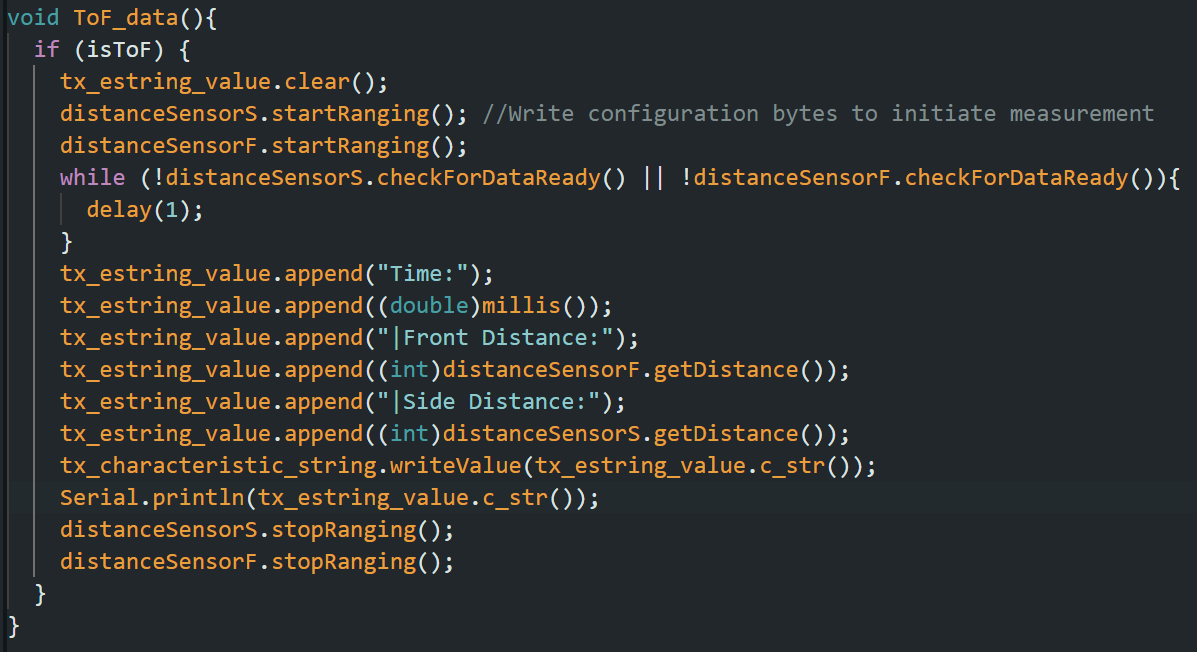 void ToF_data(){
  if (isToF) {
    tx_estring_value.clear();
    distanceSensorS.startRanging(); //Write configuration bytes to initiate measurement
    distanceSensorF.startRanging();
    while (!distanceSensorS.checkForDataReady() || !distanceSensorF.checkForDataReady()){
      delay(1);
    }
    tx_estring_value.append("Time:");
    tx_estring_value.append((double)millis());
    tx_estring_value.append("|Front Distance:");
    tx_estring_value.append((int)distanceSensorF.getDistance());
    tx_estring_value.append("|Side Distance:");
    tx_estring_value.append((int)distanceSensorS.getDistance());
    tx_characteristic_string.writeValue(tx_estring_value.c_str());
    Serial.println(tx_estring_value.c_str());
    distanceSensorS.stopRanging();
    distanceSensorF.stopRanging();
  }
}